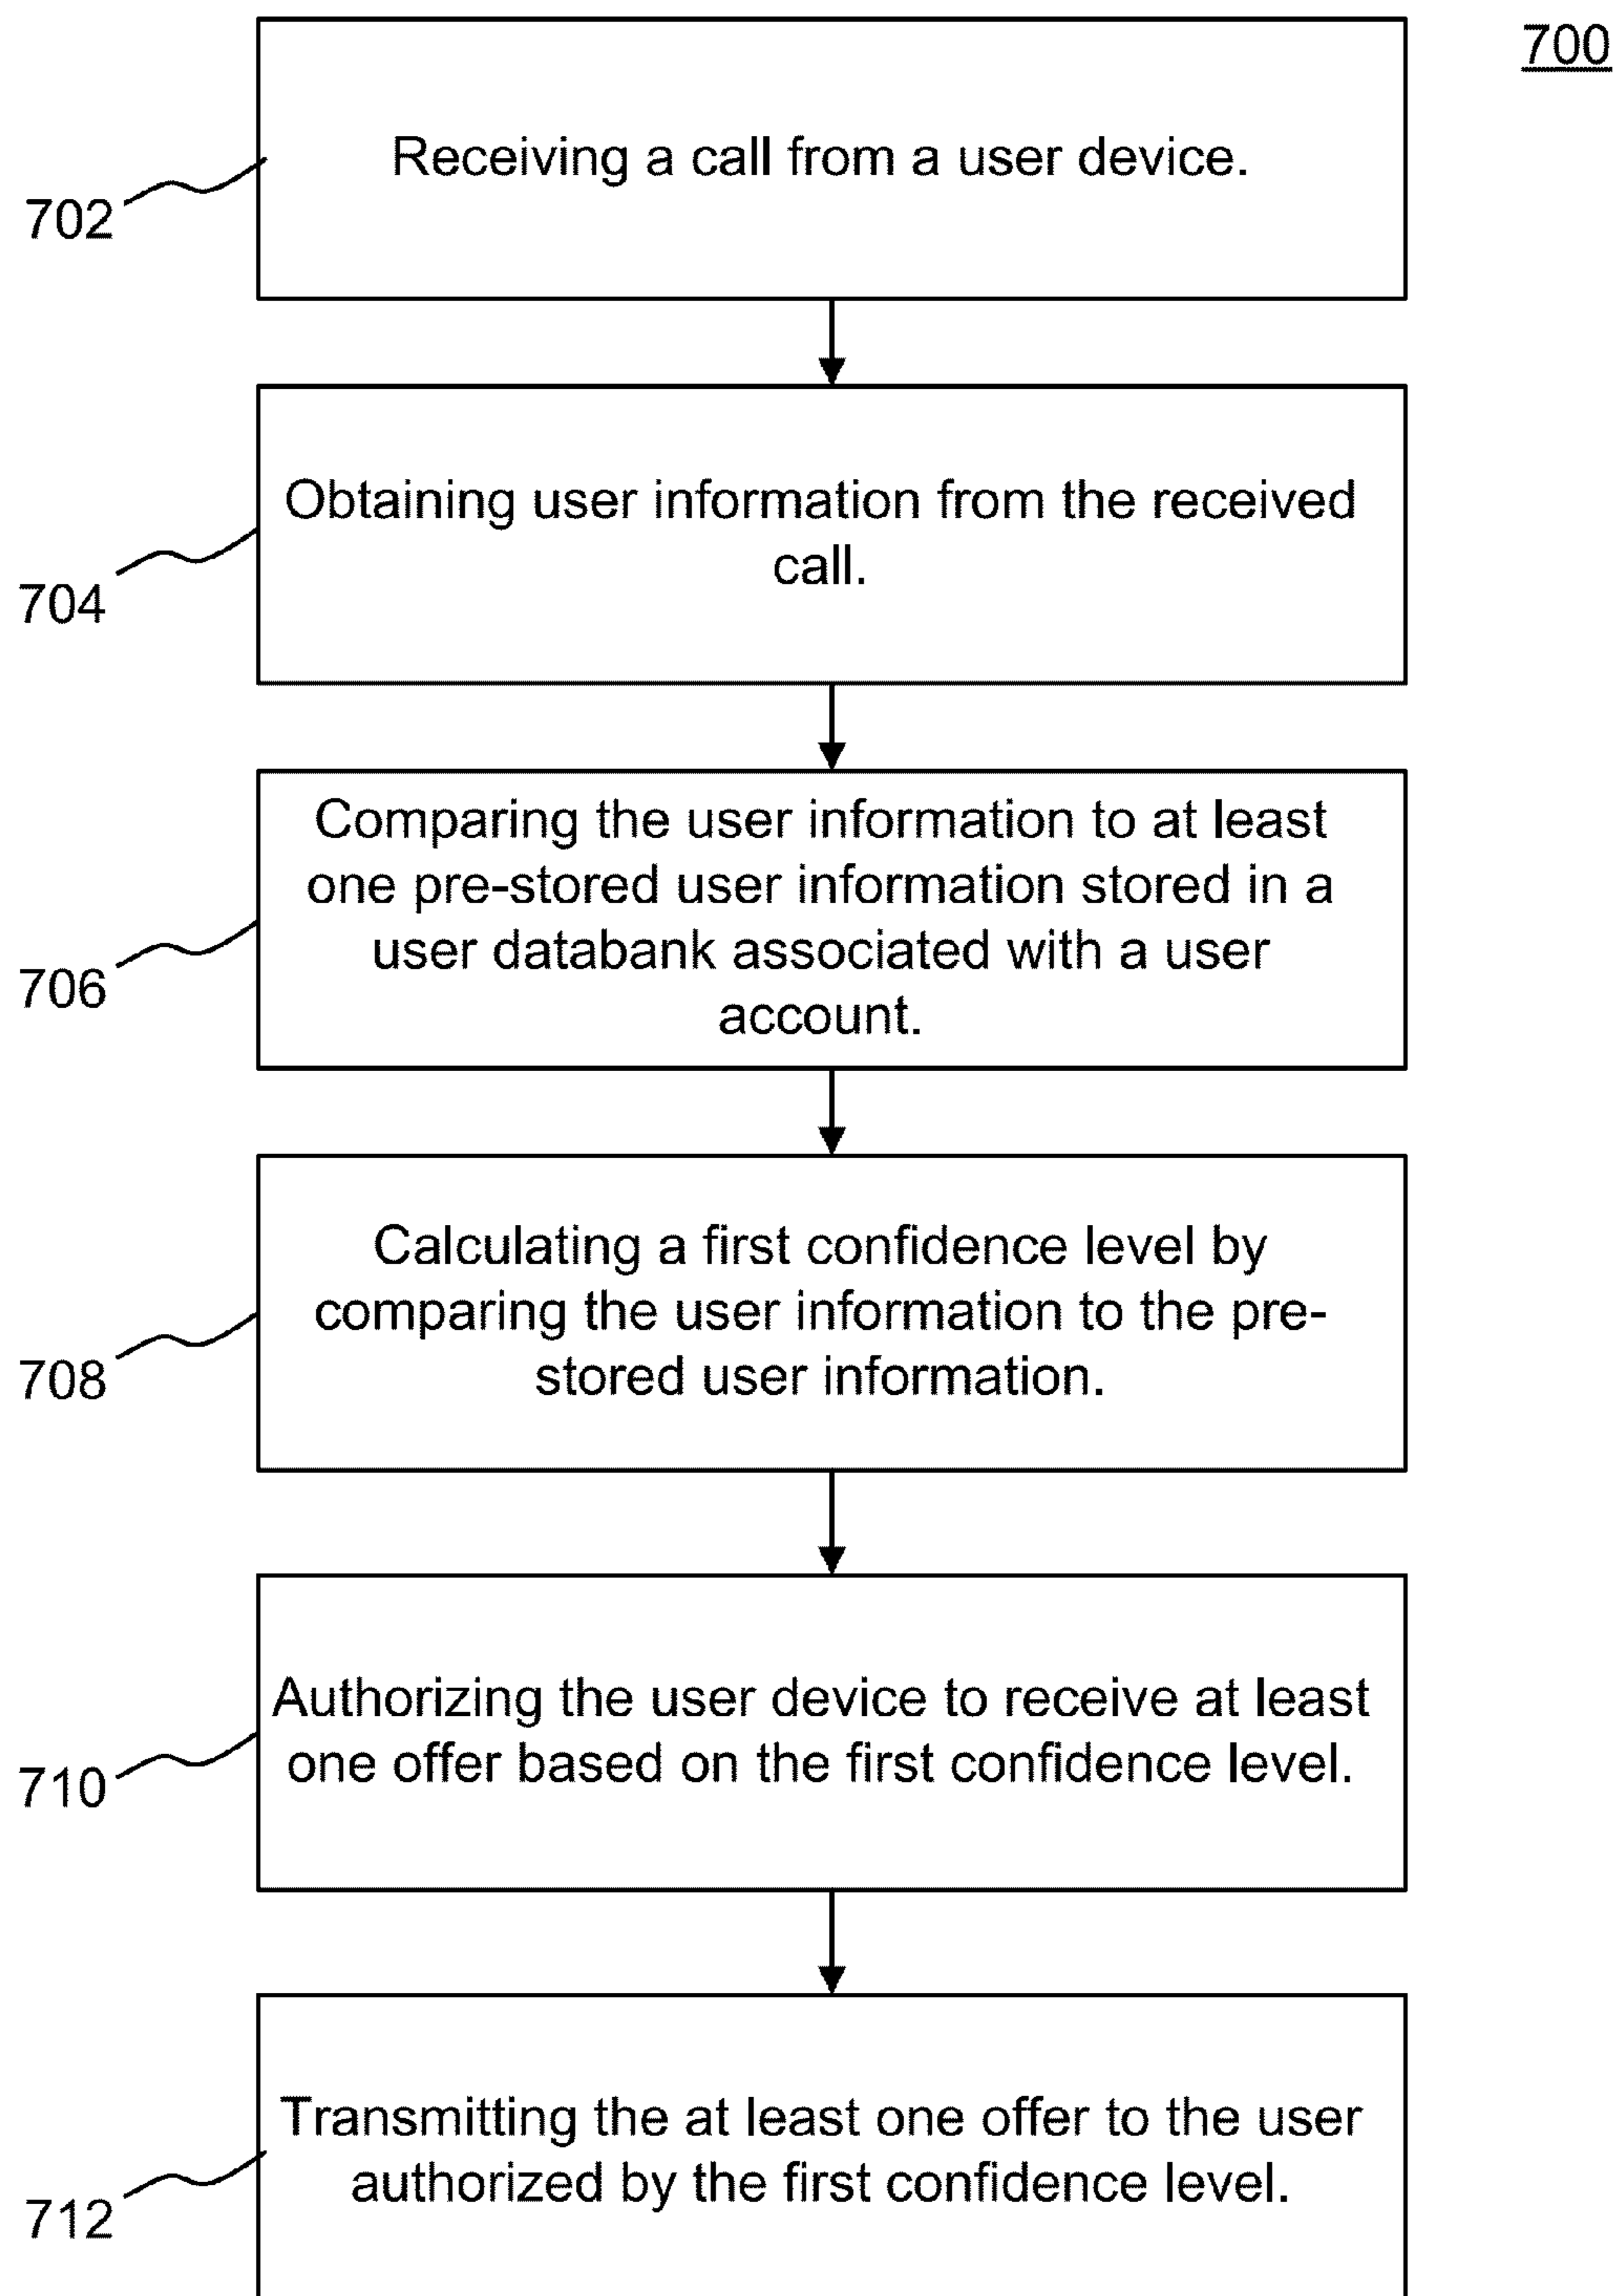 700
Receiving a call from a user device.
702
Obtaining user information from the received
call.
704
Comparing the user information to at least
one pre-stored user information stored in a
user databank associated with a user
account.
706
Calculating a first confidence level by
comparing the user information to the pre-
stored user information.
708
Authorizing the user device to receive at least
one offer based on the first confidence level.
710
Transmitting the at least one offer to the user
authorized by the first confidence level.
712